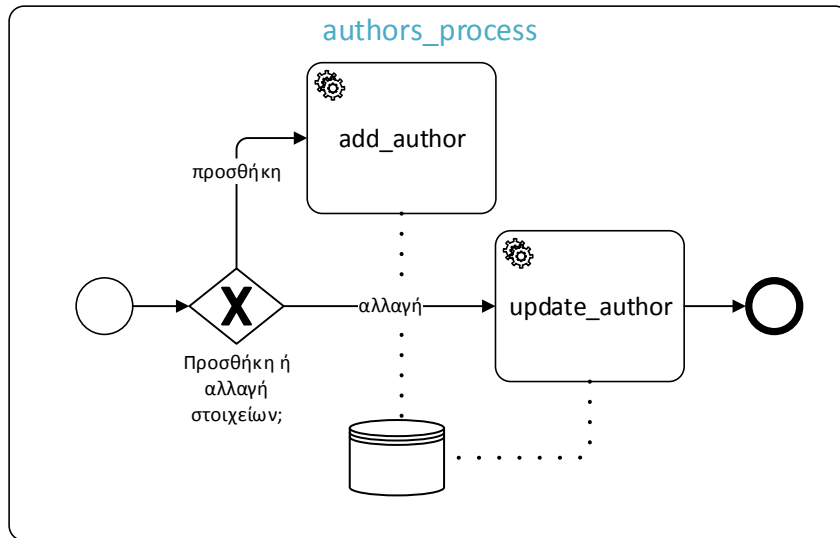 authors_process
add_author
προσθήκη
αλλαγή
update_author
X
Προσθήκη ή
αλλαγή
στοιχείων;